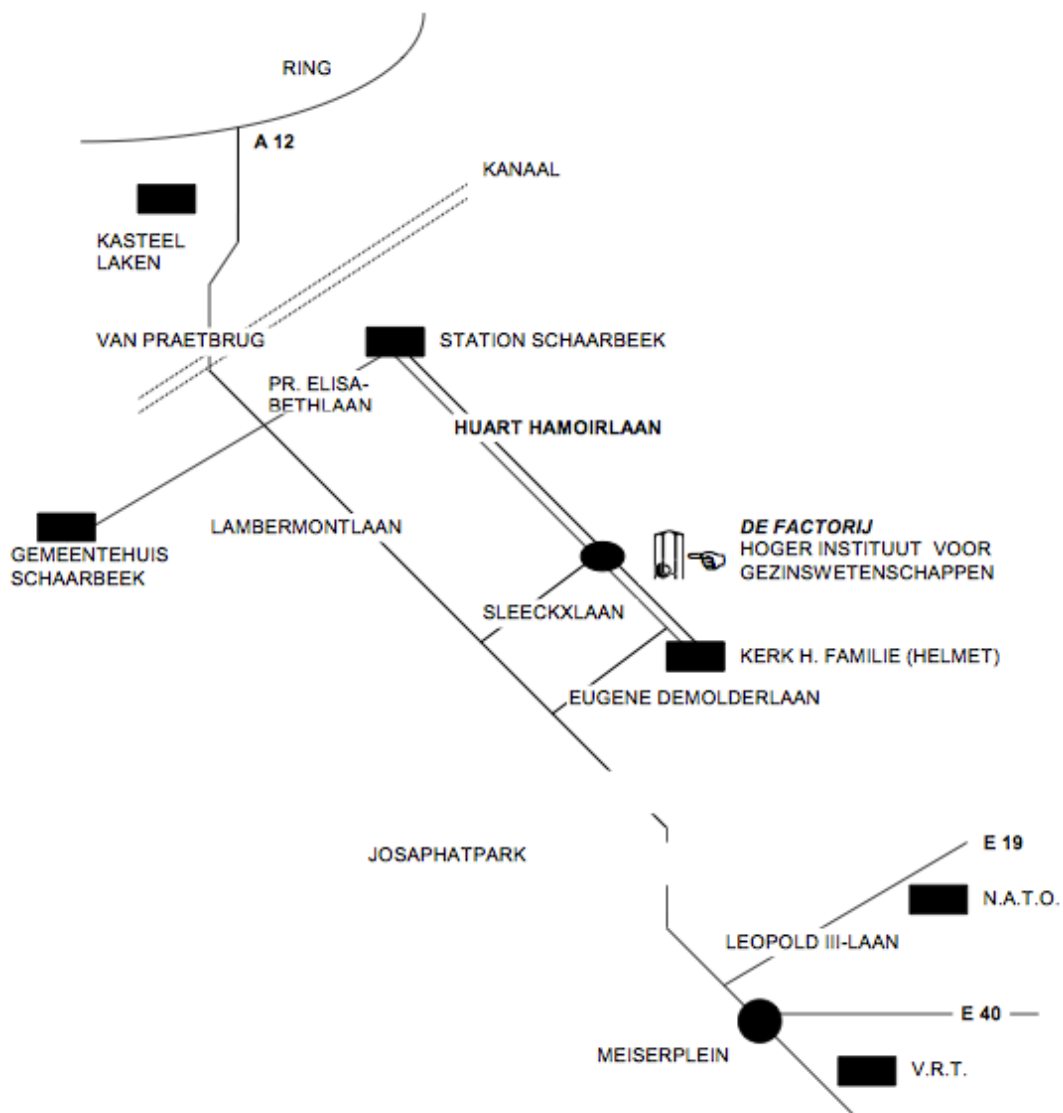 RING
A 12
KANAAL
KASTEEL
LAKEN
VAN PRAETBRUG
STATION SCHAARBEEK
PR. ELISA-
BETHLAAN
HUART HAMOIRLAAN
LAMBERMONTLAAN
GEMEENTEHUIS
SCHAARBEEK
DE FACTORIJ
HOGER INSTITUUT VOOR
GEZINSWETENSCHAPPEN
SLEECKXLAAN
KERK H. FAMILIE (HELMET)
EUGENE DEMOLDERLAAN
JOSAPHATPARK
E 19
N.A.T.O.
LEOPOLD III-LAAN
E 40
MEISERPLEIN
V.R.T.